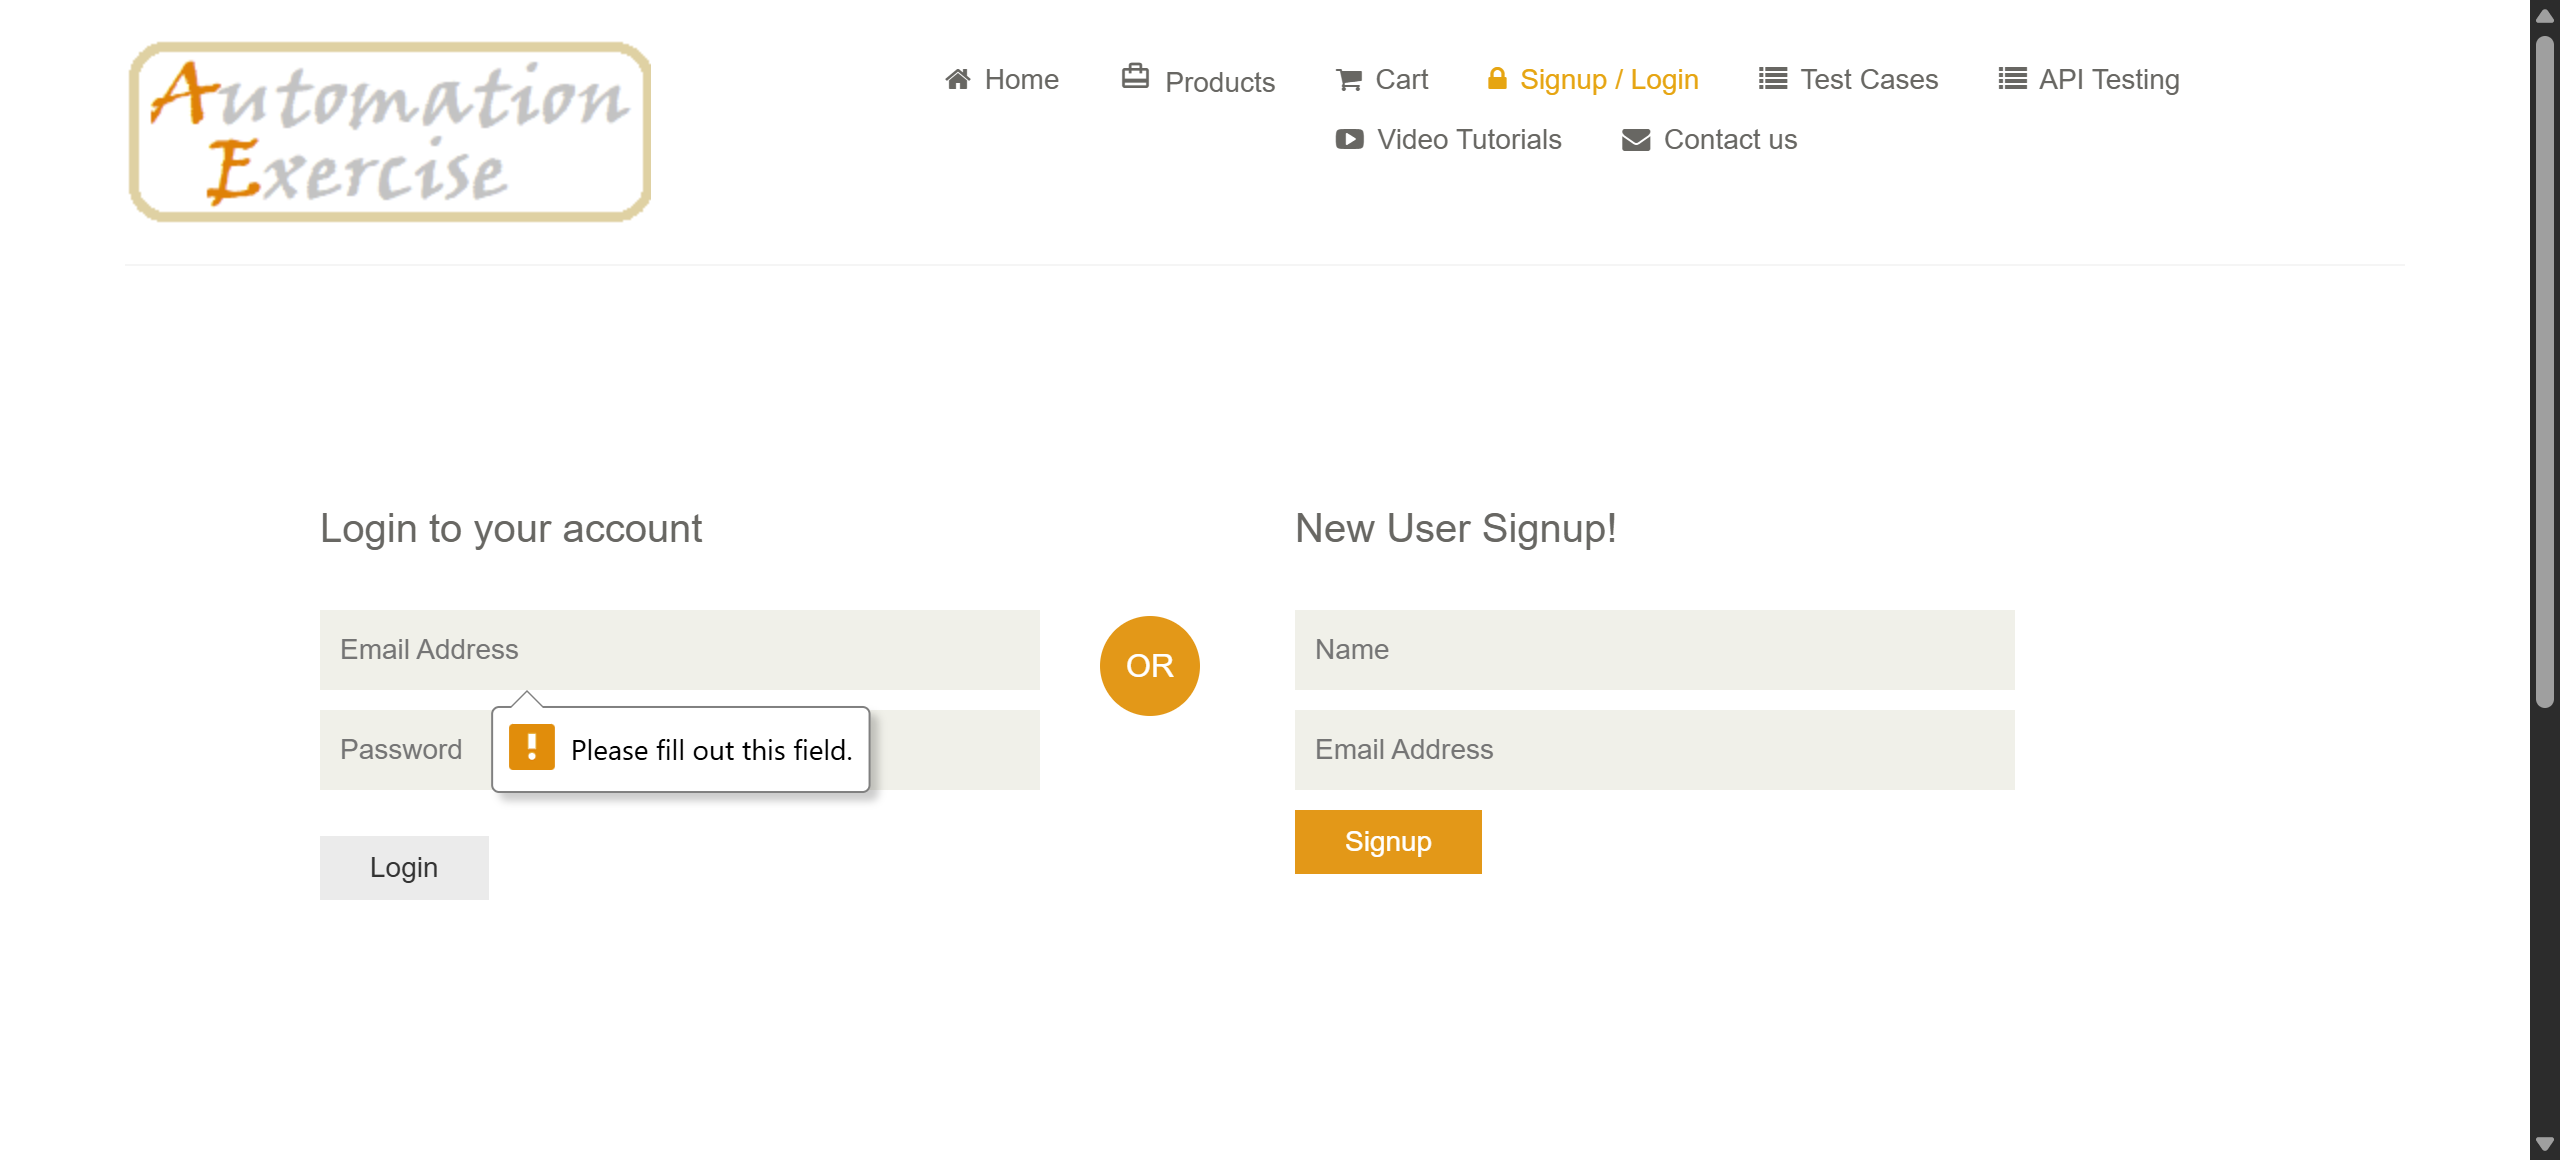 Automation
Exercise
Home Products Cart Signup / Login Test Cases API Testing
Video Tutorials Contact us
Login to your account
Email Address
Password
Please fill out this field.
Login
OR
New User Signup!
Name
Email Address
Signup